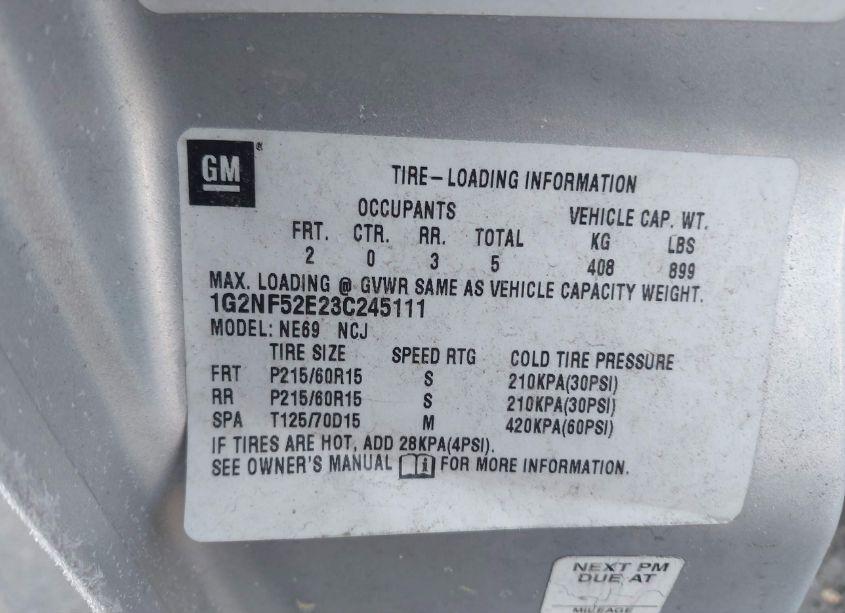 GM®
TIRE-LOADING INFORMATION
OCCUPANTS VEHICLE CAP. WT.
FRT. CTR. RR. TOTAL KG LBS
2 0 3 5 408 899
MAX. LOADING @ GVWR SAME AS VEHICLE CAPACITY WEIGHT.
1G2NF52E23C245111
MODEL: NE69 NCJ
TIRE SIZE SPEED RTG COLD TIRE PRESSURE
FRT P215/60R15 S 210KPA(30PSI)
RR P215/60R15 S 210KPA(30PSI)
SPA T125/70D15 M 420KPA(60PSI)
IF TIRES ARE HOT, ADD 28KPA(4PSI).
SEE OWNER'S MANUAL i FOR MORE INFORMATION.
NEXT PM
DUE AT
MILEAGE